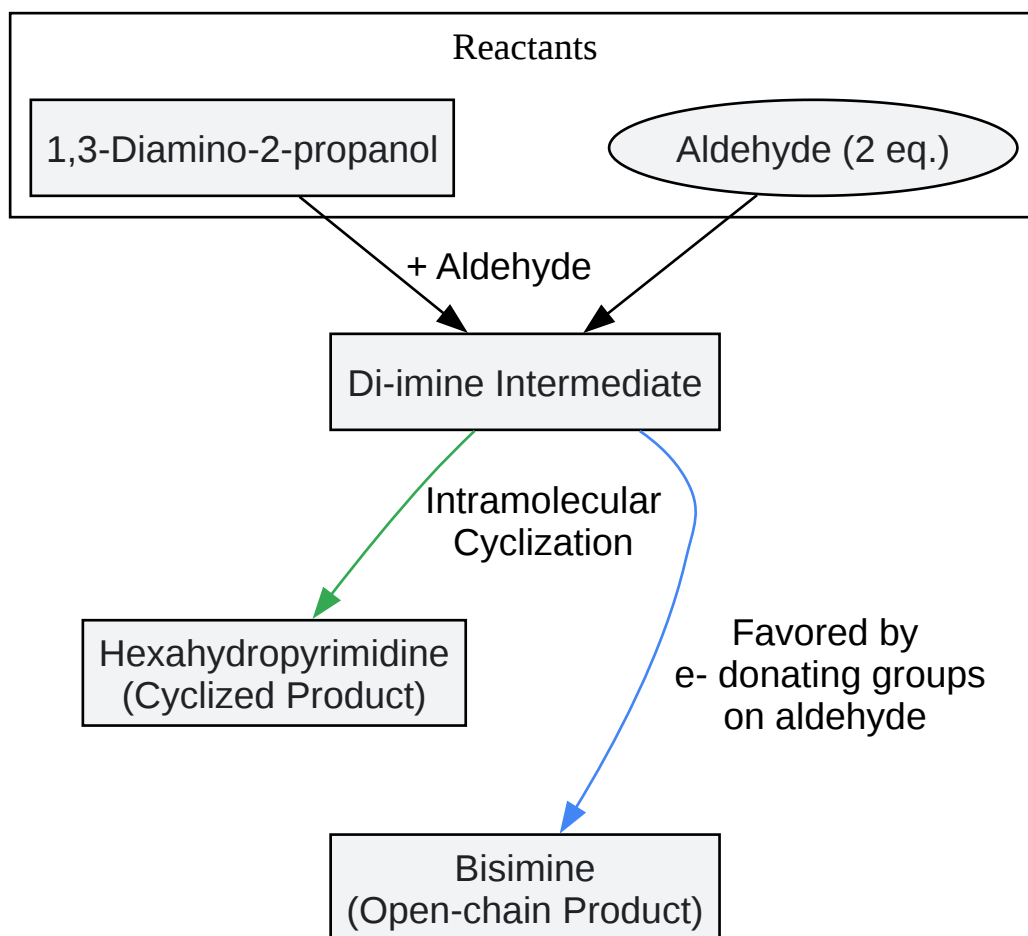 Reactants
1,3-Diamino-2-propanol
Aldehyde (2 eq.)
+ Aldehyde
Di-imine Intermediate
Intramolecular
Cyclization
Hexahydropyrimidine
(Cyclized Product)
Favored by
e- donating groups
on aldehyde
Bisimine
(Open-chain Product)